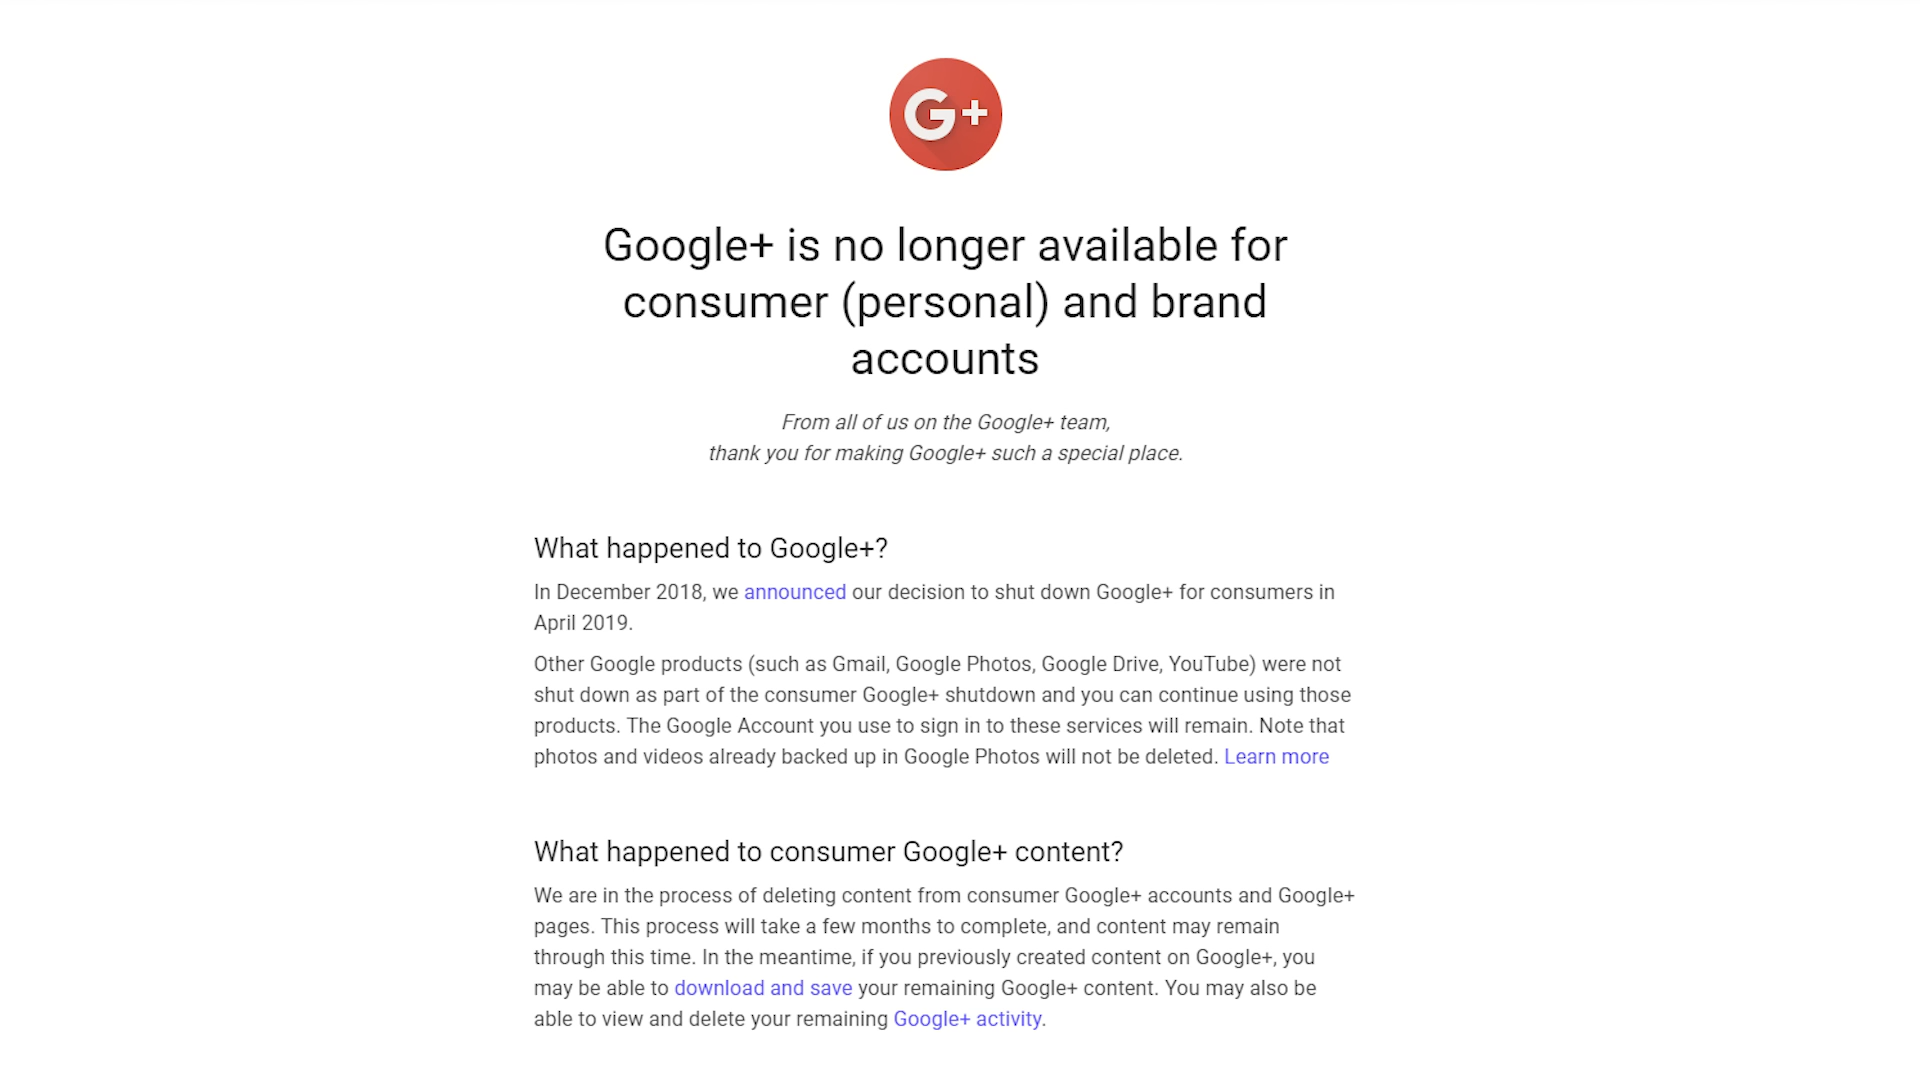 G+
Google+ is no longer available for
consumer (personal) and brand
accounts
From all of us on the Google+ team,
thank you for making Google+ such a special place.
What happened to Google+?
In December 2018, we announced our decision to shut down Google+ for consumers in
April 2019.
Other Google products (such as Gmail, Google Photos, Google Drive, YouTube) were not
shut down as part of the consumer Google+ shutdown and you can continue using those
products. The Google Account you use to sign in to these services will remain. Note that
photos and videos already backed up in Google Photos will not be deleted. Learn more
What happened to consumer Google+ content?
We are in the process of deleting content from consumer Google+ accounts and Google+
pages. This process will take a few months to complete, and content may remain
through this time. In the meantime, if you previously created content on Google+, you
may be able to download and save your remaining Google+ content. You may also be
able to view and delete your remaining Google+ activity.